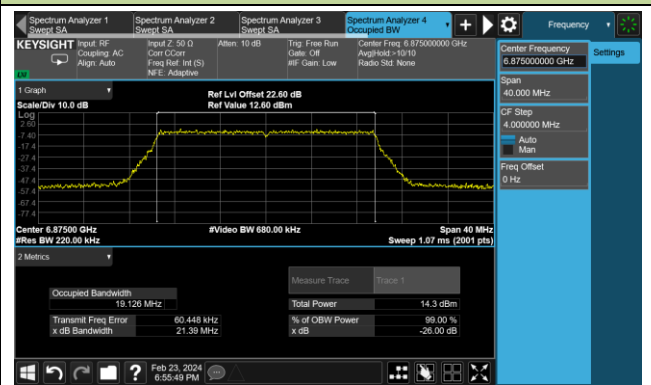 Spectrum Analyzer 1
Swept SA
Spectrum Analyzer 2
Swept SA
Spectrum Analyzer 3
Swept SA
Spectrum Analyzer 4
Occupied BW
Frequency
KEYSIGHT
Input: RF
Coupling: AC
Align: Auto
Input Z: 50 Ω
Corr CCorr
Freq Ref: Int (S)
NFE: Adaptive
Atten: 10 dB
Trig: Free Run
Gate: Off
#IF Gain: Low
Center Freq: 6.875000000 GHz
Avg|Hold:>10/10
Radio Std: None
Center Frequency
6.875000000 GHz
Settings
Span
40.000 MHz
CF Step
4.000000 MHz
Auto
Man
Freq Offset
0 Hz
1 Graph
Scale/Div 10.0 dB
Ref Lvl Offset 22.60 dB
Ref Value 12.60 dBm
Log
2.60
-7.40
-17.4
-27.4
-37.4
-47.4
-57.4
-67.4
-77.4
Center 6.87500 GHz
#Res BW 220.00 kHz
#Video BW 680.00 kHz
Span 40 MHz
Sweep 1.07 ms (2001 pts)
2 Metrics
Measure Trace
Trace 1
Occupied Bandwidth
19.126 MHz
Total Power
14.3 dBm
Transmit Freq Error
60.448 kHz
% of OBW Power
99.00 %
x dB Bandwidth
21.39 MHz
x dB
-26.00 dB
Feb 23, 2024
6:55:49 PM